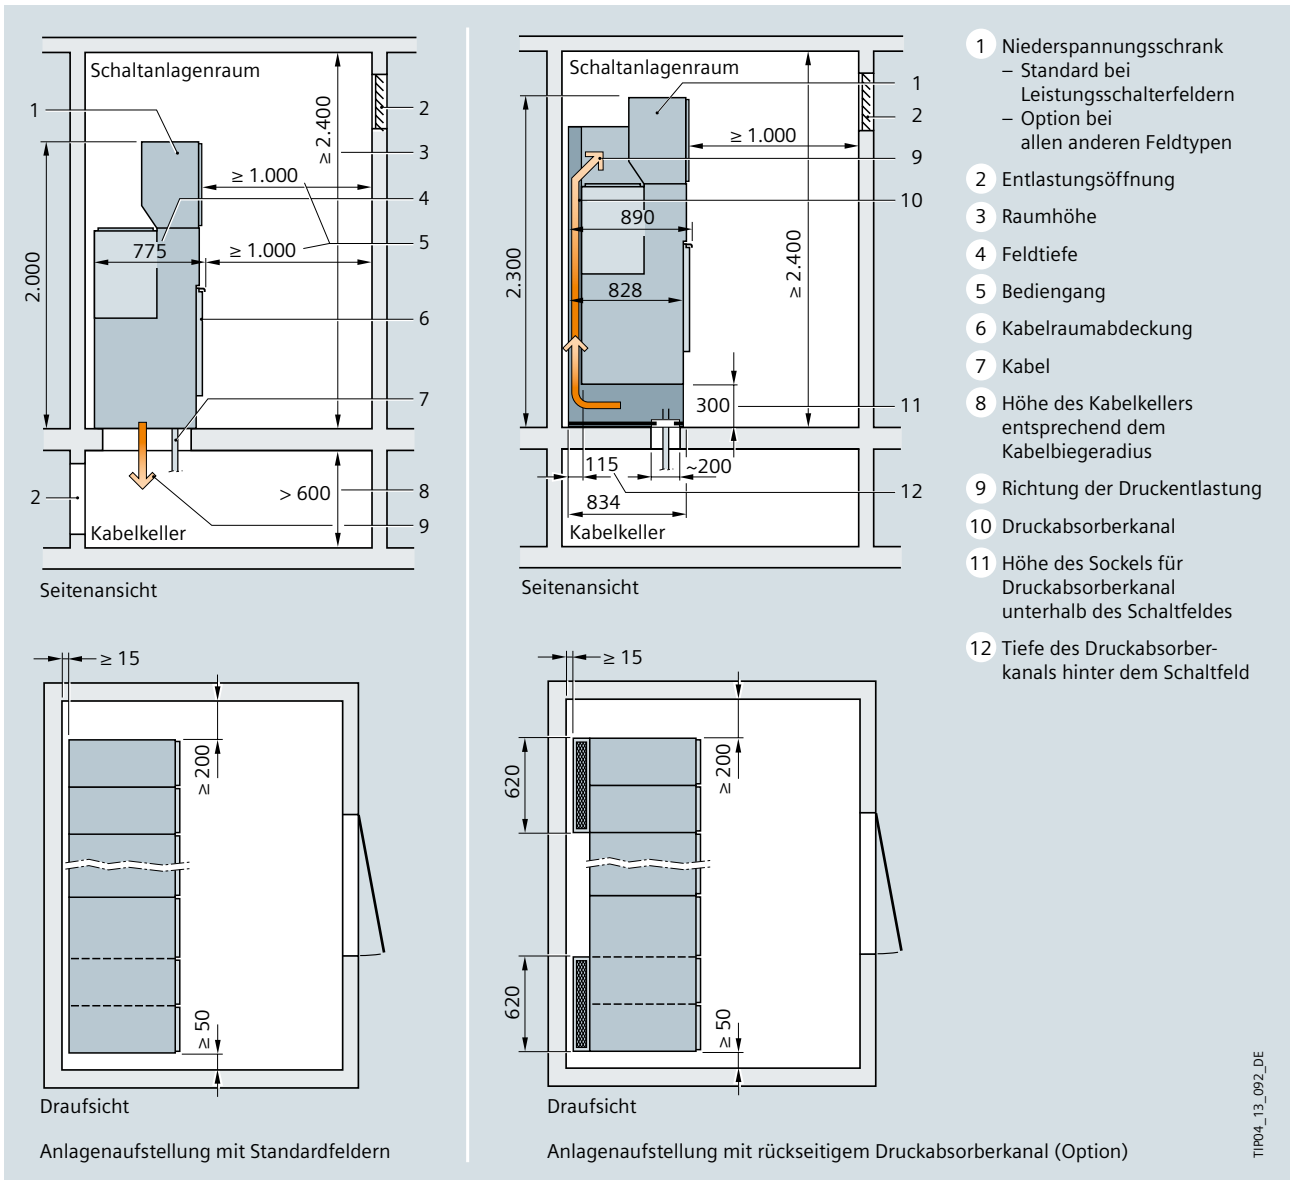 Schaltanlagenraum
1
2
≥ 2.400
3
≥ 1.000
4
775
≥ 1.000
5
2.000
6
7
2
> 600
8
9
Kabelkeller
Seitenansicht
≥ 15
≥ 200
≥ 50
Draufsicht
Anlagenaufstellung mit Standardfeldern
Schaltanlagenraum
1
2
≥ 1.000
9
10
890
2.300
≥ 2.400
828
300
11
115
~200
12
834
Kabelkeller
Seitenansicht
≥ 15
620
≥ 200
620
≥ 50
Draufsicht
Anlagenaufstellung mit rückseitigem Druckabsorberkanal (Option)
1 Niederspannungsschrank
– Standard bei
Leistungsschalterfeldern
– Option bei
allen anderen Feldtypen
2 Entlastungsöffnung
3 Raumhöhe
4 Feldtiefe
5 Bediengang
6 Kabelraumabdeckung
7 Kabel
8 Höhe des Kabelkellers
entsprechend dem
Kabelbiegeradius
9 Richtung der Druckentlastung
10 Druckabsorberkanal
11 Höhe des Sockels für
Druckabsorberkanal
unterhalb des Schaltfeldes
12 Tiefe des Druckabsorber-
kanals hinter dem Schaltfeld
TIP04_13_092_DE